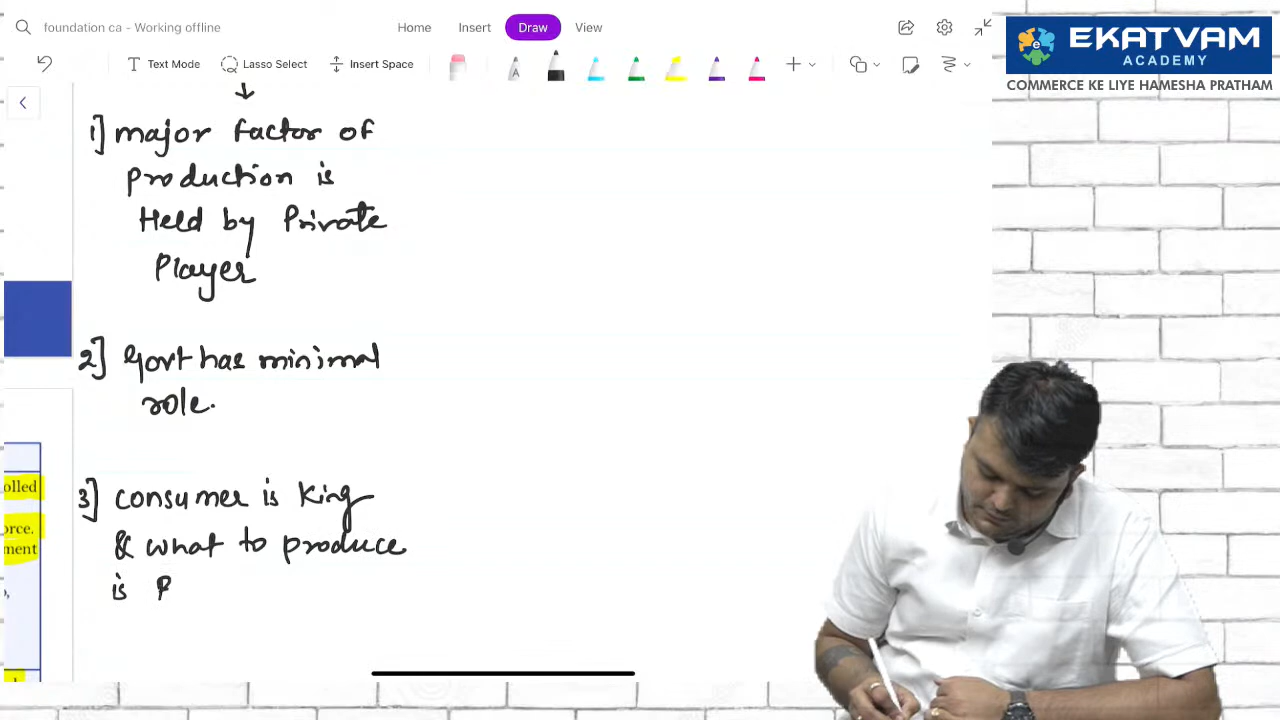 foundation ca - Working offline
Home
Insert
Draw
View
Text Mode
Lasso Select
Insert Space
A
EKATVAM
ACADEMY
COMMERCE KE LIYE HAMESHA PRATHAM
1] major factor of
production is
Held by Private
Player
2] Govt has minimal
role.
3] consumer is King
& what to produce
is P
olled
orce.
ment